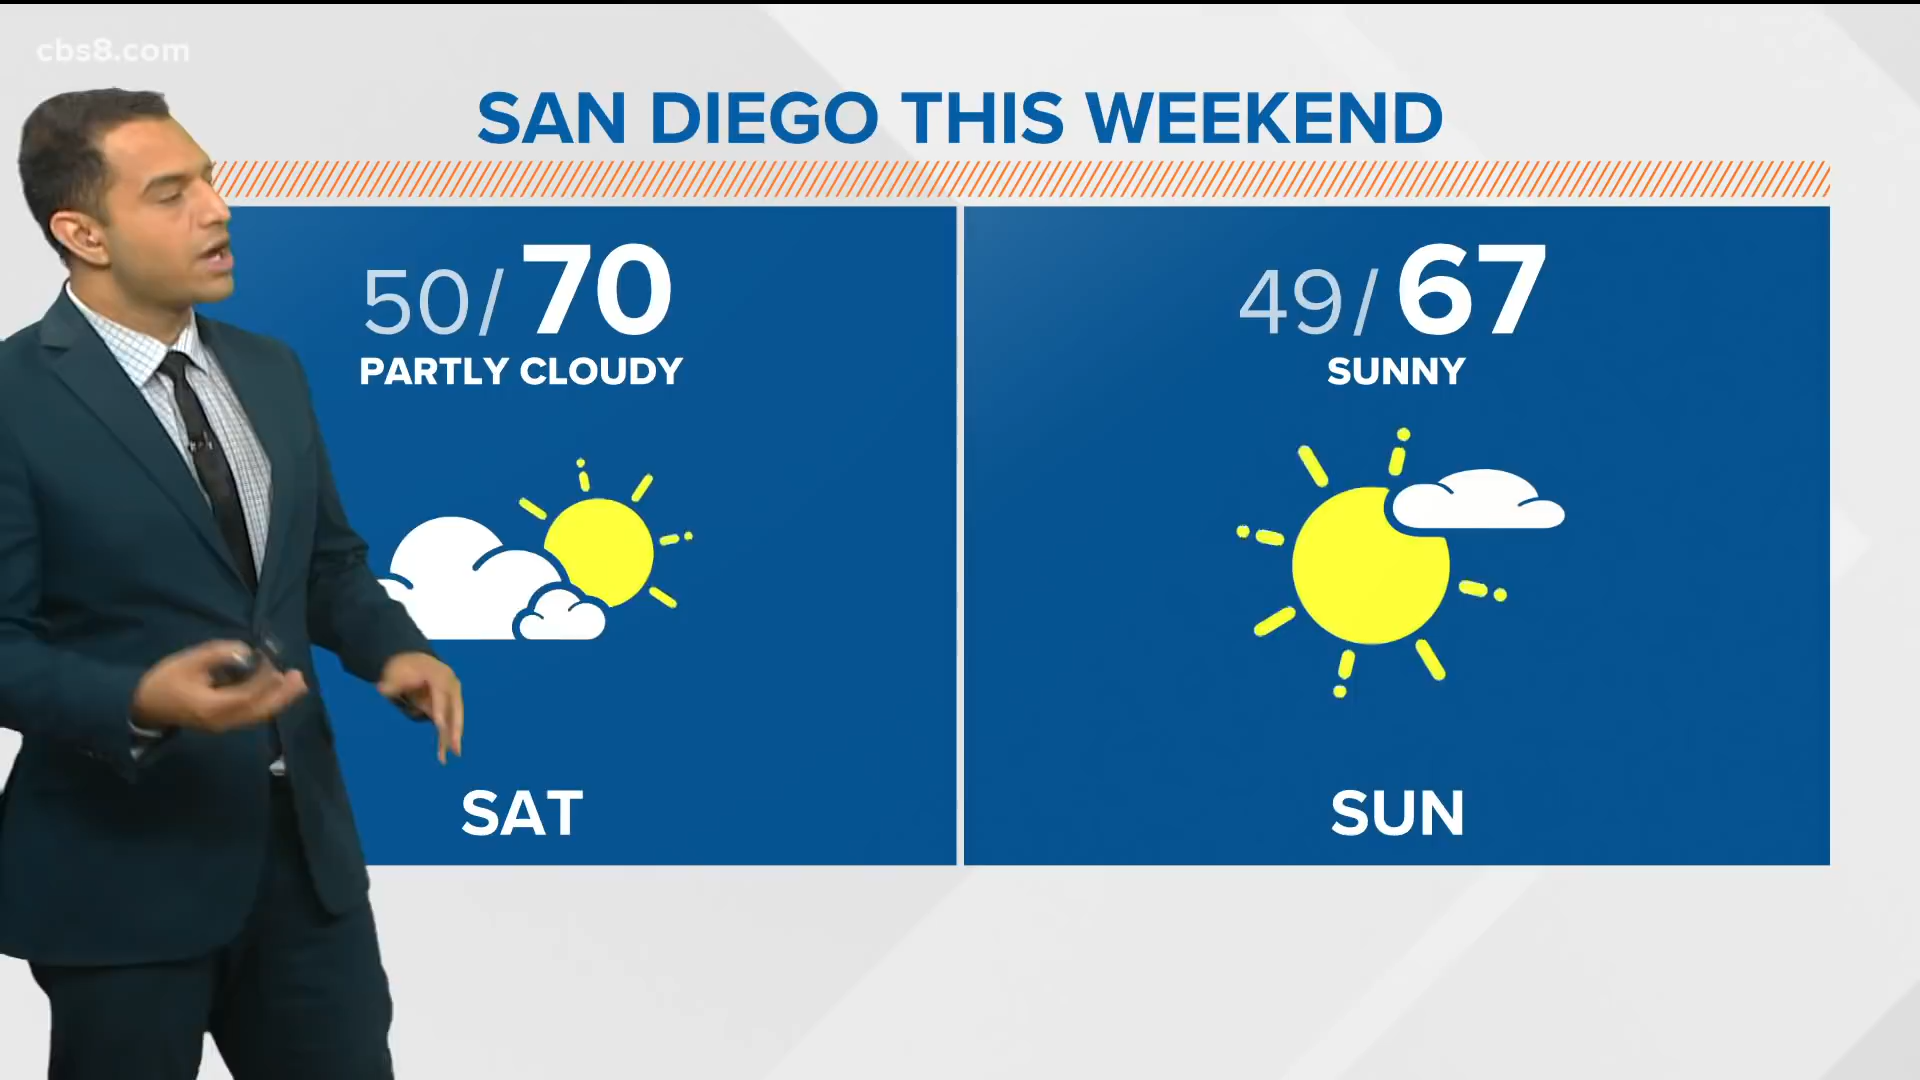 cbs8.com
SAN DIEGO THIS WEEKEND
50/70
PARTLY CLOUDY
SAT
49/67
SUNNY
SUN